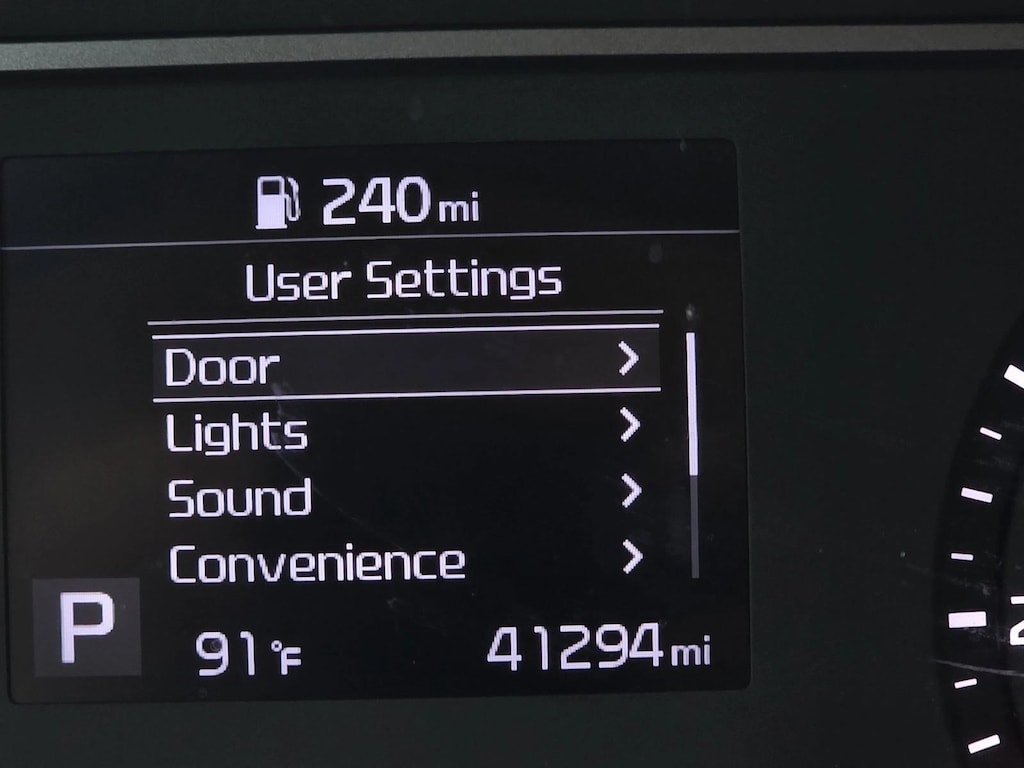 240 mi
User Settings
Door
Lights
Sound
Convenience
P
91°F
41294 mi